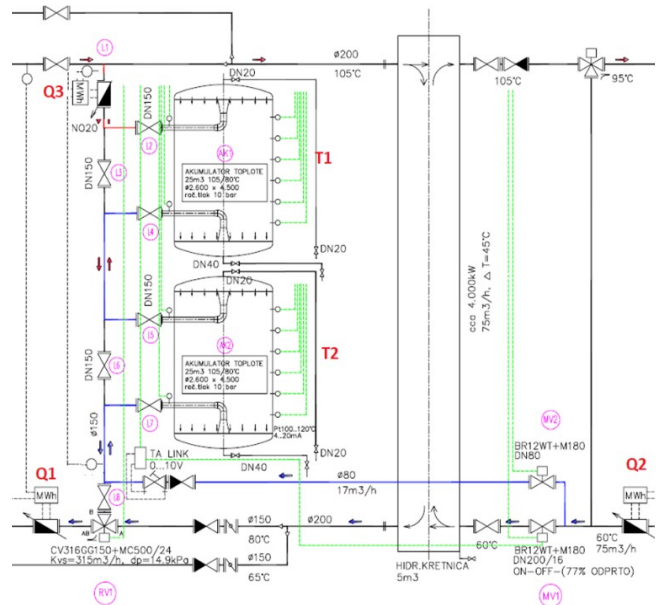 L1
Q3
MWh
NO20
DN150
L2
L3
DN150
DN20
AK1
AKUMULATOR TOPLOTE
25m3 105/80°C
ø2.600 x 4.500
rač.tlak 10 bar
T1
L4
DN20
DN40
DN20
DN150
L5
L6
DN150
AK2
AKUMULATOR TOPLOTE
25m3 105/80°C
ø2.600 x 4.500
rač.tlak 10 bar
T2
L7
Pt100..120°C
4..20mA
DN20
DN40
ø150
TA LINK
0...10V
L8
ø80
17m3/h
Q1
MWh
B
AB
A
CV316GG150+MC500/24
Kvs=315m3/h, dp=14.9kPa
RV1
ø150
80°C
ø150
65°C
ø200
ø200
105°C
HIDR.KRETNICA
5m3
cca 4.000kW
75m3/h, Δ T=45°C
105°C
95°C
MV2
BR12WT+M180
DN80
60°C
BR12WT+M180
DN200/16
ON-OFF-(77% ODPRTO)
MV1
Q2
MWh
60°C
75m3/h